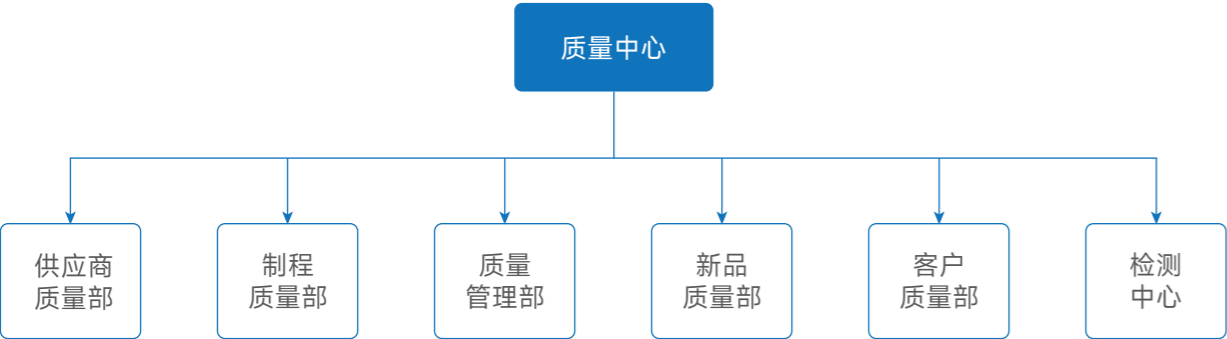 质量中心
供应商
质量部
制程
质量部
质量
管理部
新品
质量部
客户
质量部
检测
中心